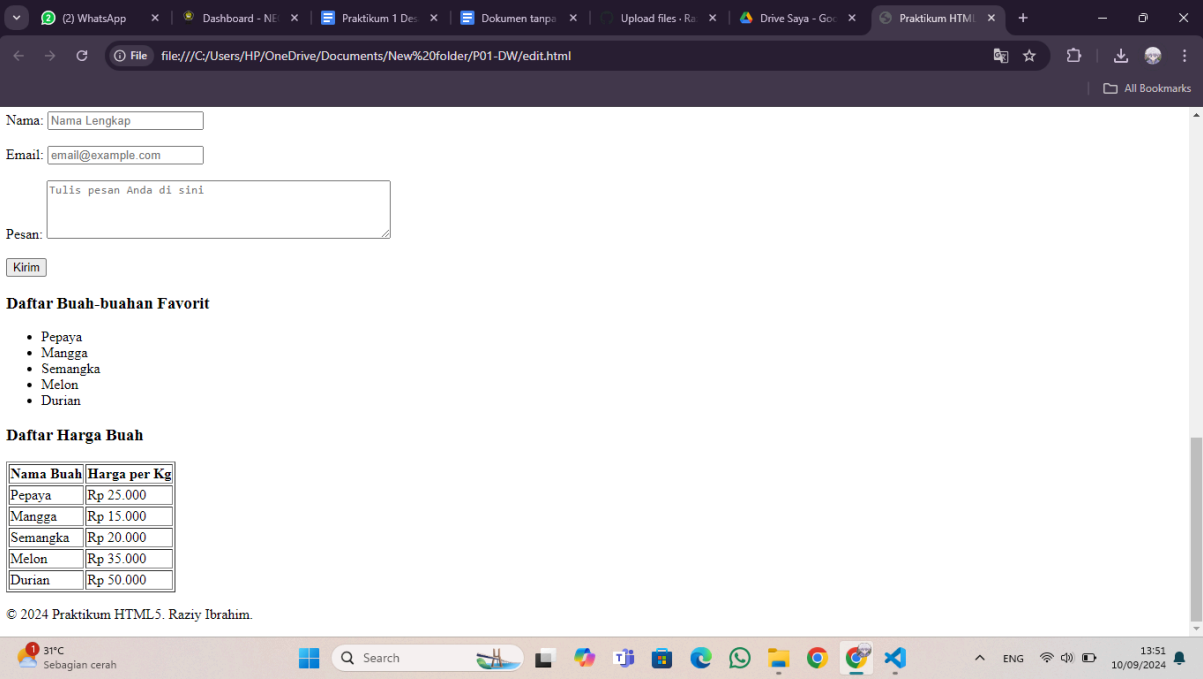 (2) WhatsApp
Dashboard - NE
Praktikum 1 Des
Dokumen tanpa
Upload files · Ra
Drive Saya - Goo
Praktikum HTML
File
file:///C:/Users/HP/OneDrive/Documents/New%20folder/P01-DW/edit.html
All Bookmarks
Nama: Nama Lengkap
Email: email@example.com
Tulis pesan Anda di sini
Pesan:
Kirim
Daftar Buah-buahan Favorit
• Pepaya
• Mangga
• Semangka
• Melon
• Durian
Daftar Harga Buah
Nama Buah Harga per Kg
Pepaya Rp 25.000
Mangga Rp 15.000
Semangka Rp 20.000
Melon Rp 35.000
Durian Rp 50.000
© 2024 Praktikum HTML5. Raziy Ibrahim.
1
31°C
Sebagian cerah
Search
ENG
13:51
10/09/2024